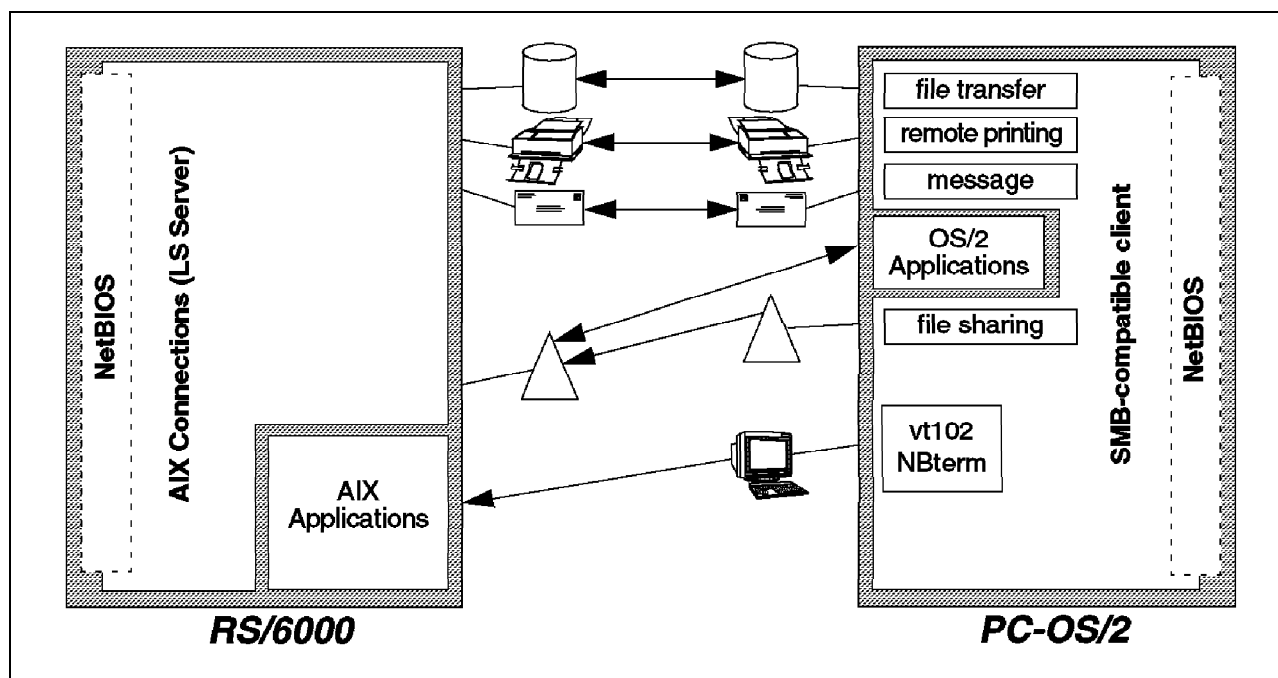 NetBIOS
AIX Connections (LS Server)
AIX
Applications
RS/6000
file transfer
remote printing
message
OS/2
Applications
file sharing
vt102
NBterm
SMB-compatible client
NetBIOS
PC-OS/2